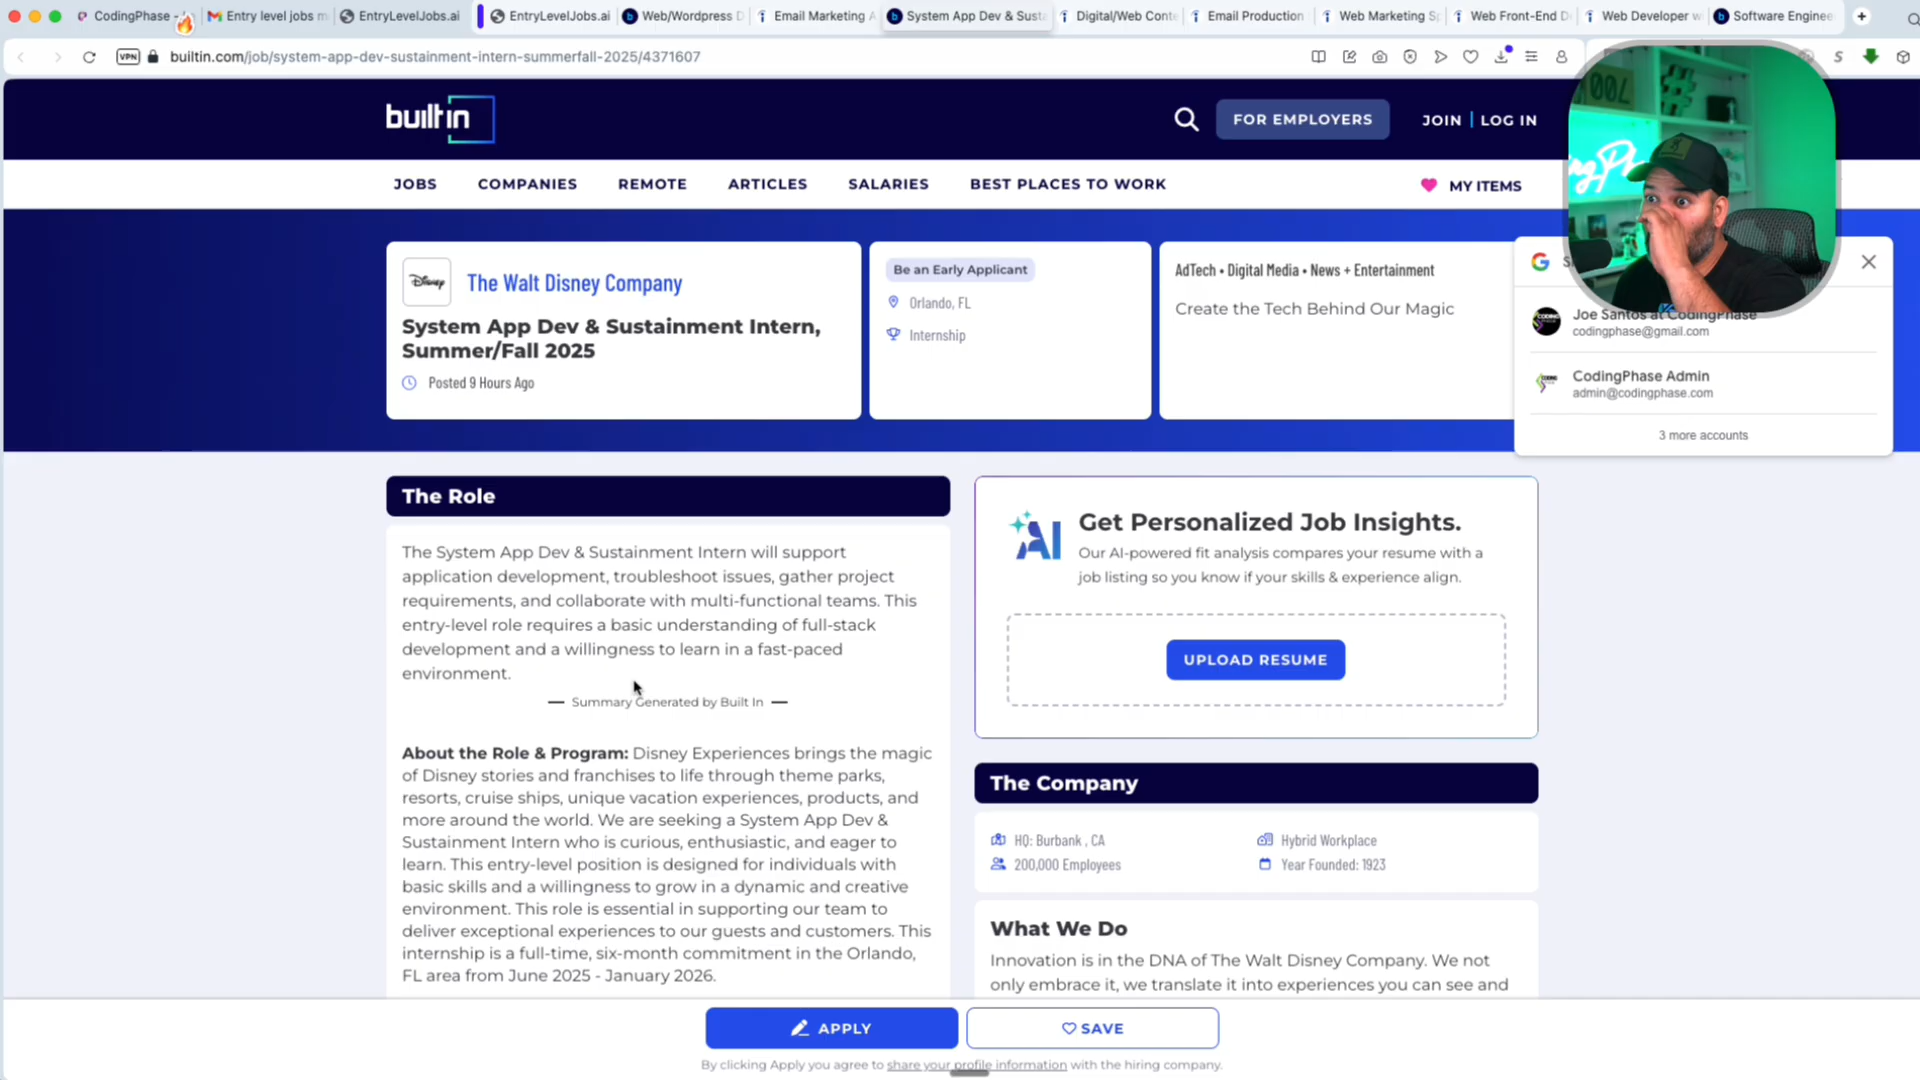 CodingPhase -
Entry level jobs m
EntryLevelJobs.ai
EntryLevelJobs.ai
Web/Wordpress D
Email Marketing A
System App Dev & Susta
Digital/Web Conte
Email Production
Web Marketing Sp
Web Front-End De
Web Developer w
Software Enginee
VPN
builtin.com/job/system-app-dev-sustainment-intern-summerfall-2025/4371607
builtin
FOR EMPLOYERS
JOIN | LOG IN
JOBS
COMPANIES
REMOTE
ARTICLES
SALARIES
BEST PLACES TO WORK
MY ITEMS
Disney
The Walt Disney Company
System App Dev & Sustainment Intern,
Summer/Fall 2025
Posted 9 Hours Ago
Be an Early Applicant
Orlando, FL
Internship
AdTech • Digital Media • News + Entertainment
Create the Tech Behind Our Magic
Joe Santos at CodingPhase
codingphase@gmail.com
CodingPhase Admin
admin@codingphase.com
3 more accounts
The Role
The System App Dev & Sustainment Intern will support
application development, troubleshoot issues, gather project
requirements, and collaborate with multi-functional teams. This
entry-level role requires a basic understanding of full-stack
development and a willingness to learn in a fast-paced
environment.
Summary Generated by Built In
About the Role & Program: Disney Experiences brings the magic
of Disney stories and franchises to life through theme parks,
resorts, cruise ships, unique vacation experiences, products, and
more around the world. We are seeking a System App Dev &
Sustainment Intern who is curious, enthusiastic, and eager to
learn. This entry-level position is designed for individuals with
basic skills and a willingness to grow in a dynamic and creative
environment. This role is essential in supporting our team to
deliver exceptional experiences to our guests and customers. This
internship is a full-time, six-month commitment in the Orlando,
FL area from June 2025 - January 2026.
AI
Get Personalized Job Insights.
Our AI-powered fit analysis compares your resume with a
job listing so you know if your skills & experience align.
UPLOAD RESUME
The Company
HQ: Burbank , CA
Hybrid Workplace
200,000 Employees
Year Founded: 1923
What We Do
Innovation is in the DNA of The Walt Disney Company. We not
only embrace it, we translate it into experiences you can see and
APPLY
SAVE
By clicking Apply you agree to share your profile information with the hiring company.